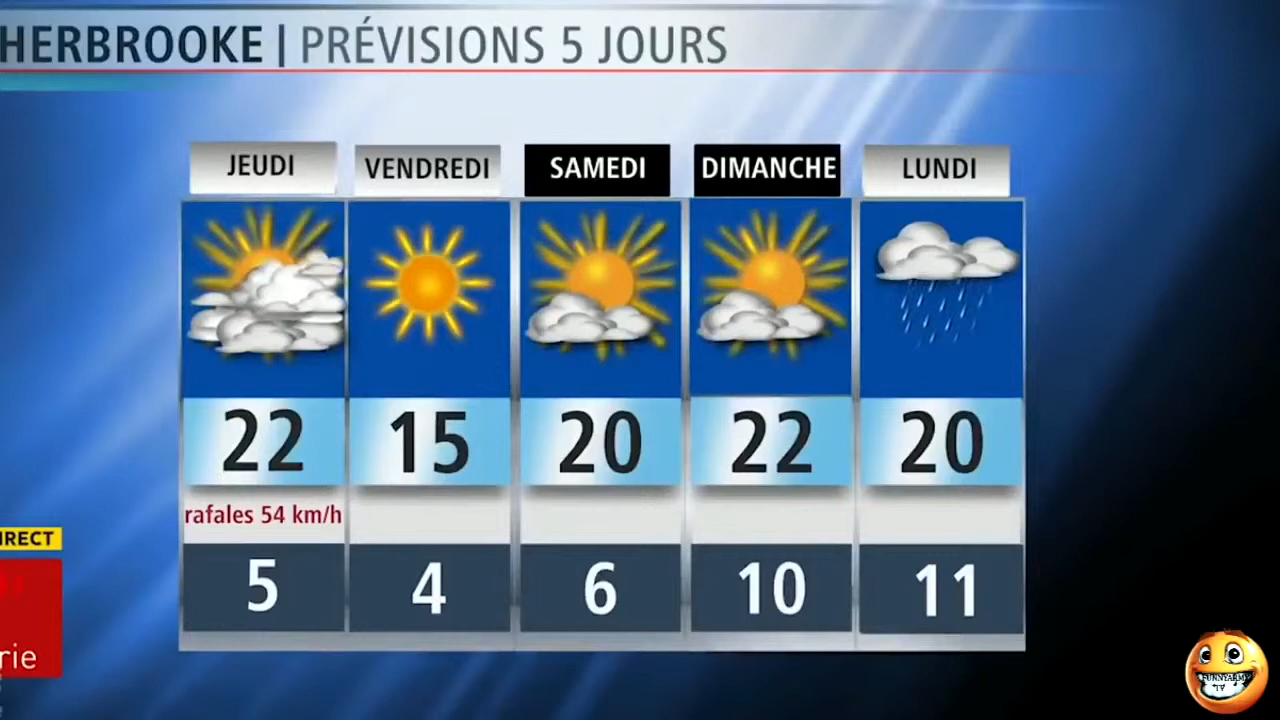 HERBROOKE | PRÉVISIONS 5 JOURS
JEUDI VENDREDI SAMEDI DIMANCHE LUNDI
22 15 20 22 20
rafales 54 km/h
5 4 6 10 11
IRECT
rie
TV